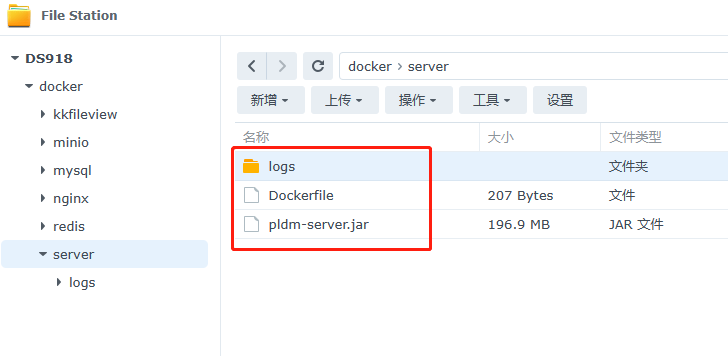 File Station
DS918
docker
kkfileview
minio
mysql
nginx
redis
server
logs
docker › server
新增 上传 操作 工具 设置
名称 大小 文件类型
logs 文件夹
Dockerfile 207 Bytes 文件
pldm-server.jar 196.9 MB JAR 文件